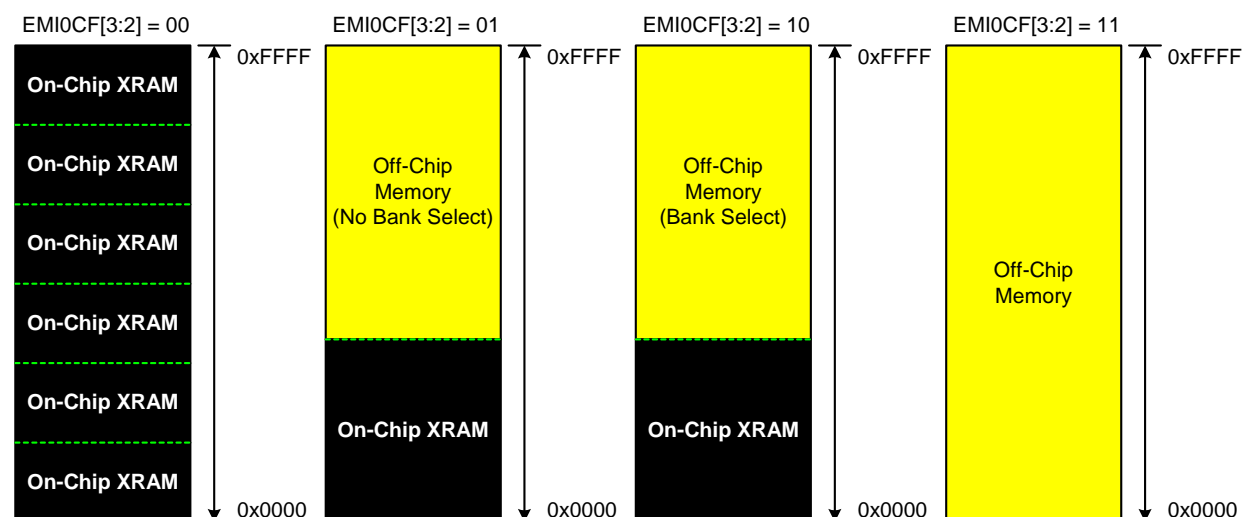 EMI0CF[3:2] = 00
EMI0CF[3:2] = 01
EMI0CF[3:2] = 10
EMI0CF[3:2] = 11
On-Chip XRAM
On-Chip XRAM
On-Chip XRAM
On-Chip XRAM
On-Chip XRAM
On-Chip XRAM
0xFFFF
0x0000
Off-Chip
Memory
(No Bank Select)
On-Chip XRAM
0xFFFF
0x0000
Off-Chip
Memory
(Bank Select)
On-Chip XRAM
0xFFFF
0x0000
Off-Chip
Memory
0xFFFF
0x0000